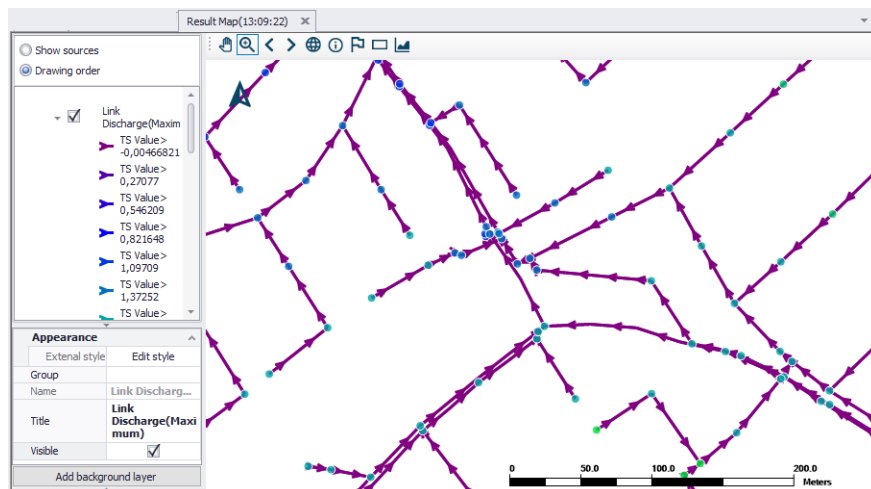 Result Map(13:09:22)
Show sources
Drawing order
Link
Discharge(Maxim
TS Value>
-0,00466821
TS Value>
0,27077
TS Value>
0,546209
TS Value>
0,821648
TS Value>
1,09709
TS Value>
1,37252
TS Value>
Appearance
Extenal style
Edit style
Group
Name
Link Discharg...
Title
Link
Discharge(Maxi
mum)
Visible
Add background layer
0 50.0 100.0 200.0
Meters